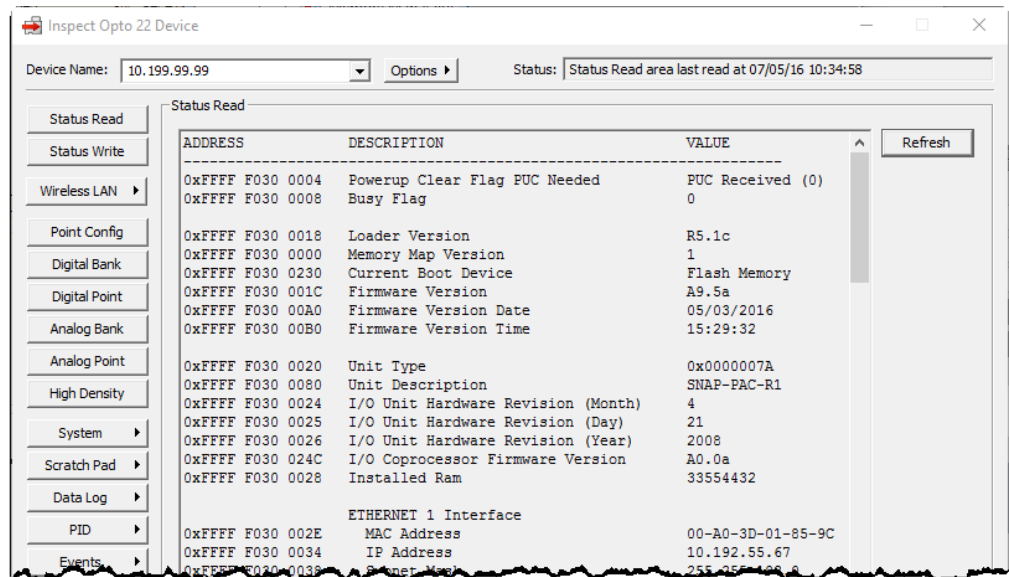 Inspect Opto 22 Device
Device Name: 10.199.99.99 Options Status: Status Read area last read at 07/05/16 10:34:58
Status Read
Status Write
Wireless LAN
Point Config
Digital Bank
Digital Point
Analog Bank
Analog Point
High Density
System
Scratch Pad
Data Log
PID
Events
Status Read
Refresh
ADDRESS DESCRIPTION VALUE
--------------------------------------------------------------------------
0xFFFF F030 0004 Powerup Clear Flag PUC Needed PUC Received (0)
0xFFFF F030 0008 Busy Flag 0
0xFFFF F030 0018 Loader Version R5.1c
0xFFFF F030 0000 Memory Map Version 1
0xFFFF F030 0230 Current Boot Device Flash Memory
0xFFFF F030 001C Firmware Version A9.5a
0xFFFF F030 00A0 Firmware Version Date 05/03/2016
0xFFFF F030 00B0 Firmware Version Time 15:29:32
0xFFFF F030 0020 Unit Type 0x0000007A
0xFFFF F030 0080 Unit Description SNAP-PAC-R1
0xFFFF F030 0024 I/O Unit Hardware Revision (Month) 4
0xFFFF F030 0025 I/O Unit Hardware Revision (Day) 21
0xFFFF F030 0026 I/O Unit Hardware Revision (Year) 2008
0xFFFF F030 024C I/O Coprocessor Firmware Version A0.0a
0xFFFF F030 0028 Installed Ram 33554432
ETHERNET 1 Interface
0xFFFF F030 002E MAC Address 00-A0-3D-01-85-9C
0xFFFF F030 0034 IP Address 10.192.55.67